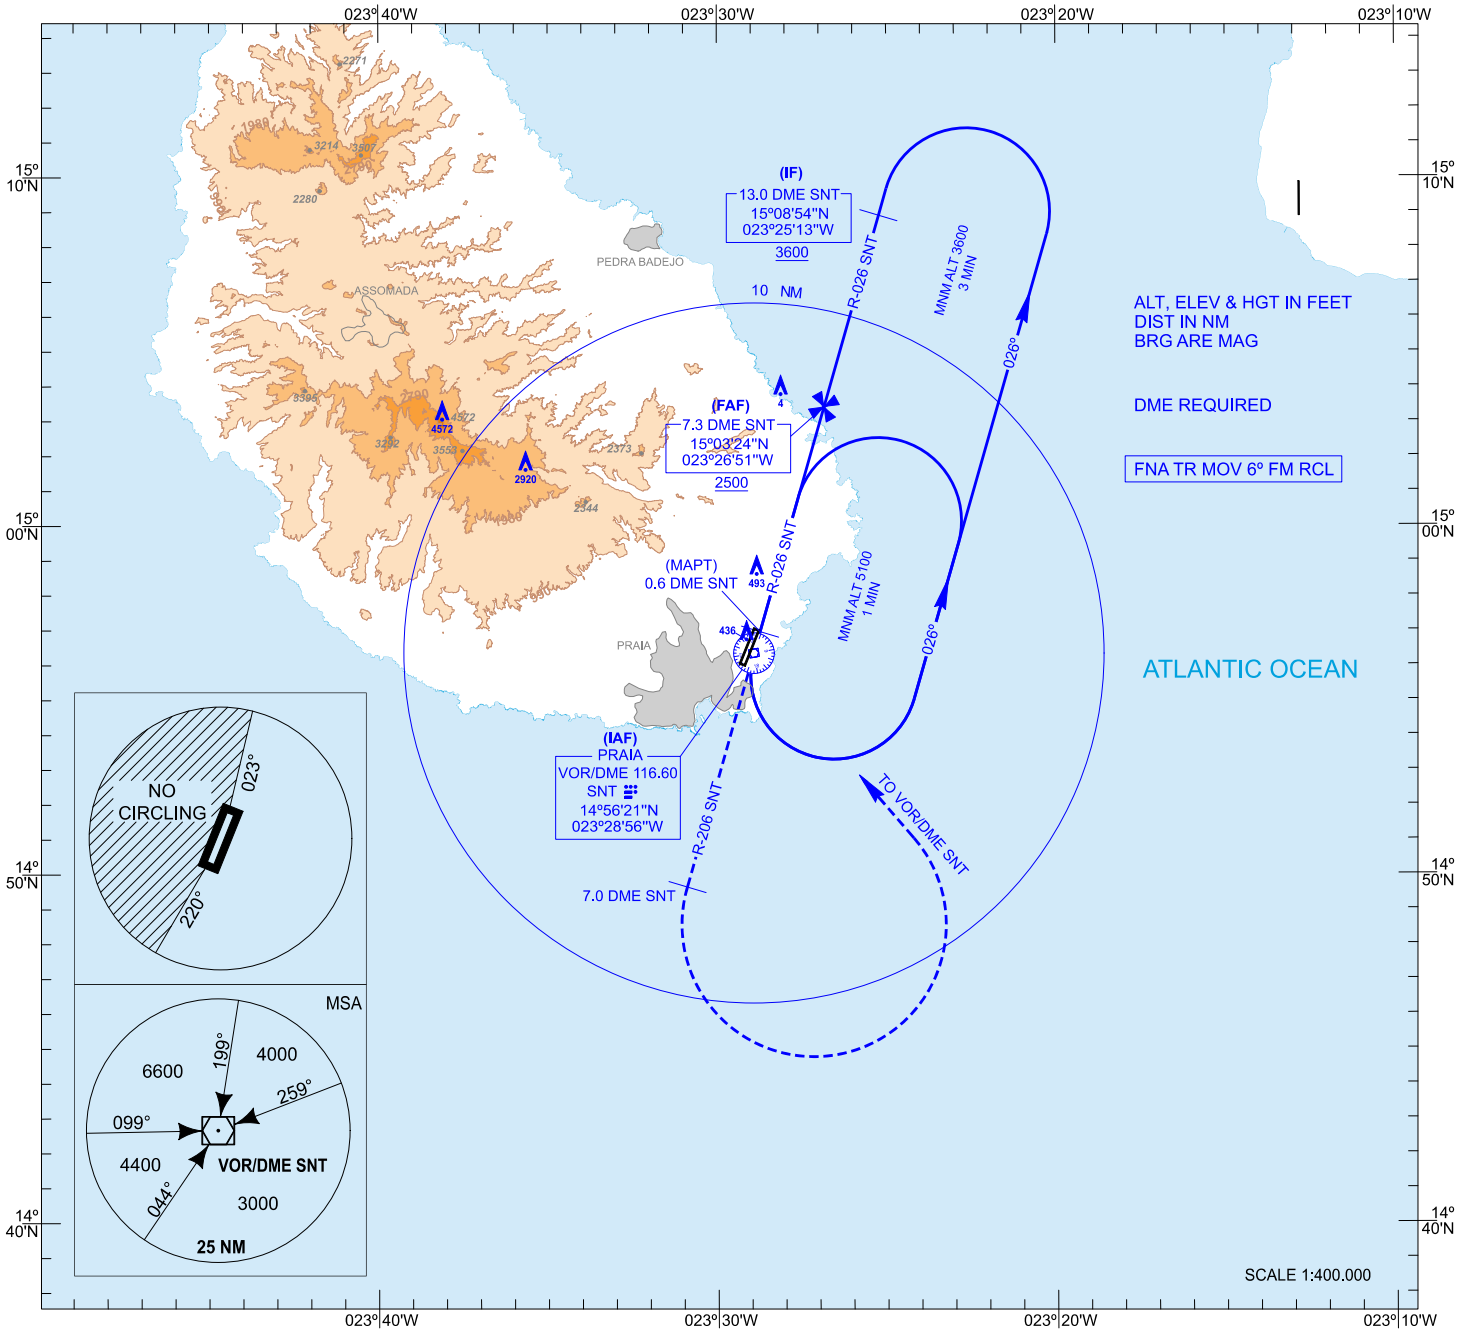 023°40'W
023°30'W
023°20'W
023°10'W
15°
10'N
15°
10'N
15°
00'N
15°
00'N
14°
50'N
14°
50'N
14°
40'N
14°
40'N
2271
1980
3214
3507
2280
990
PEDRA BADEJO
ASSOMADA
3395
2790
4572
4572
3292
3553
2920
2373
2344
1980
990
PRAIA
(IF)
13.0 DME SNT
15°08'54"N
023°25'13"W
3600
10 NM
R-026 SNT
MNM ALT 3600
3 MIN
026°
4
(FAF)
7.3 DME SNT
15°03'24"N
023°26'51"W
2500
ALT, ELEV & HGT IN FEET
DIST IN NM
BRG ARE MAG
DME REQUIRED
FNA TR MOV 6° FM RCL
R-026 SNT
(MAPT)
0.6 DME SNT
493
436
MNM ALT 5100
1 MIN
026°
ATLANTIC OCEAN
(IAF)
PRAIA
VOR/DME 116.60
SNT
14°56'21"N
023°28'56"W
R-206 SNT
7.0 DME SNT
TO VOR/DME SNT
NO
CIRCLING
023°
220°
MSA
6600
199°
4000
259°
099°
4400
VOR/DME SNT
044°
3000
25 NM
SCALE 1:400.000
023°40'W
023°30'W
023°20'W
023°10'W